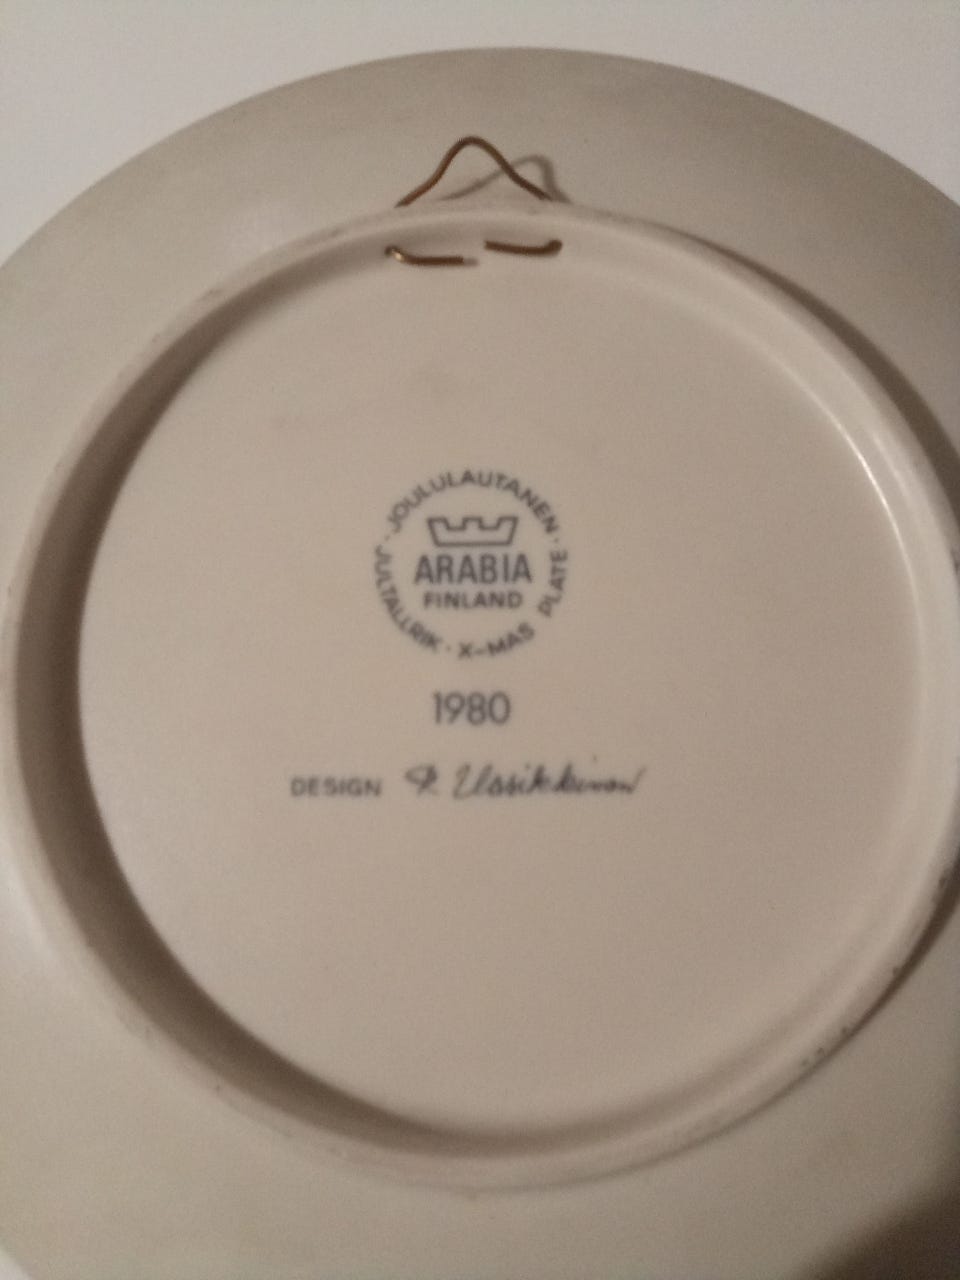 JOULULAUTANEN · JULTALLRIK · X-MAS PLATE ·
ARABIA
FINLAND
1980
DESIGN R. Uosikkinen